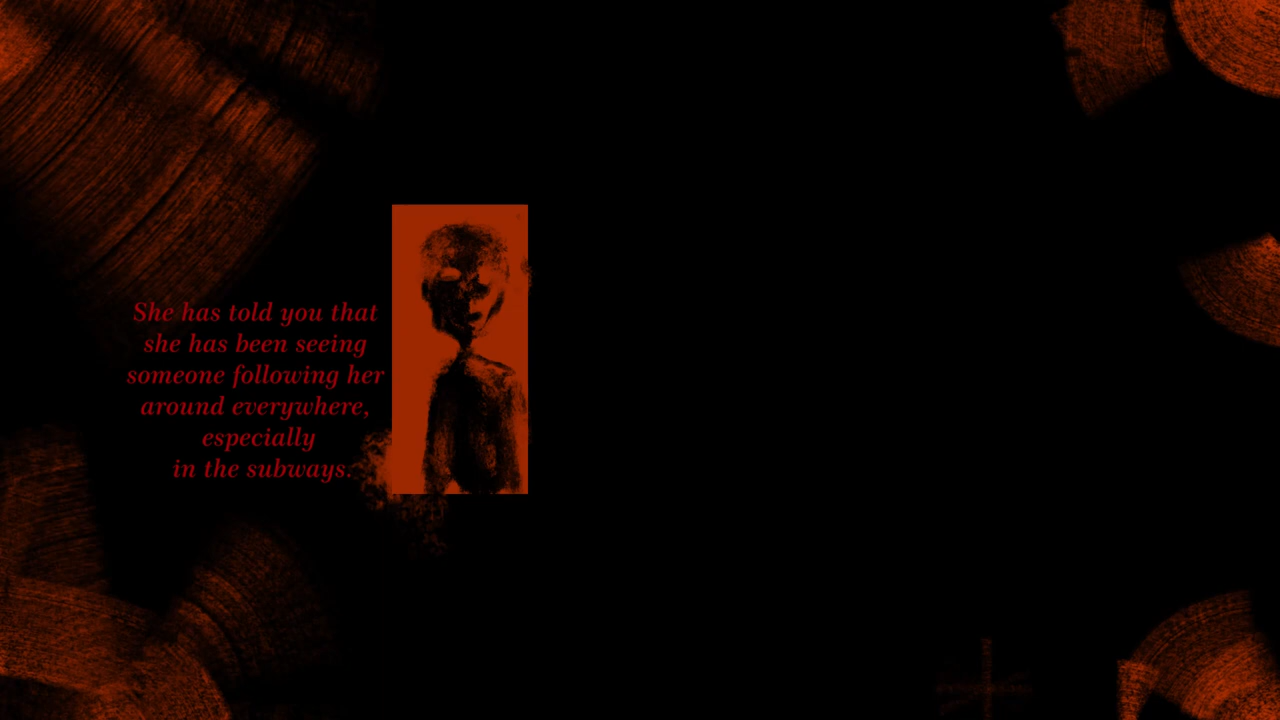 She has told you that
she has been seeing
someone following her
around everywhere,
especially
in the subways.